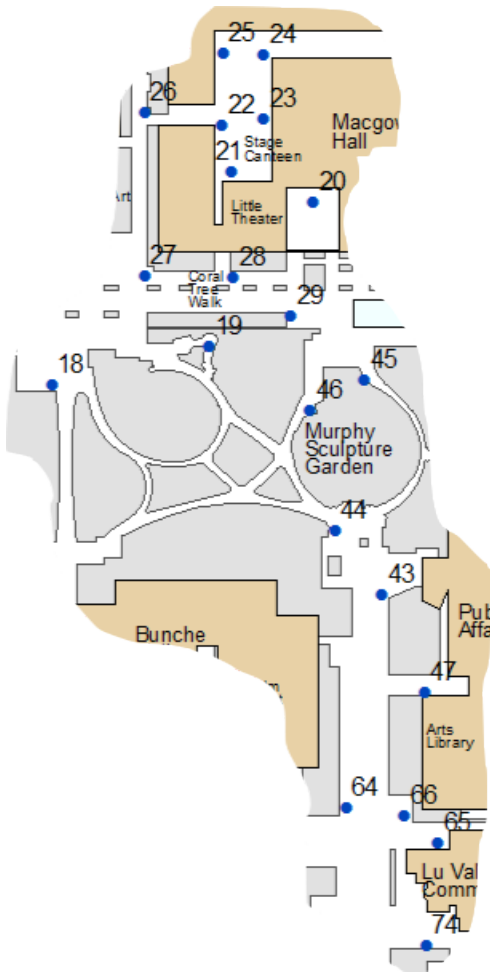 25
24
26
22
23
Macgo
Hall
Stage
Canteen
21
Art
20
Little
Theater
27
28
Coral
Tree
Walk
29
19
18
45
46
Murphy
Sculpture
Garden
44
43
Pub
Affa
Bunche
47
Arts
Library
64
66
65
Lu Val
Comm
74